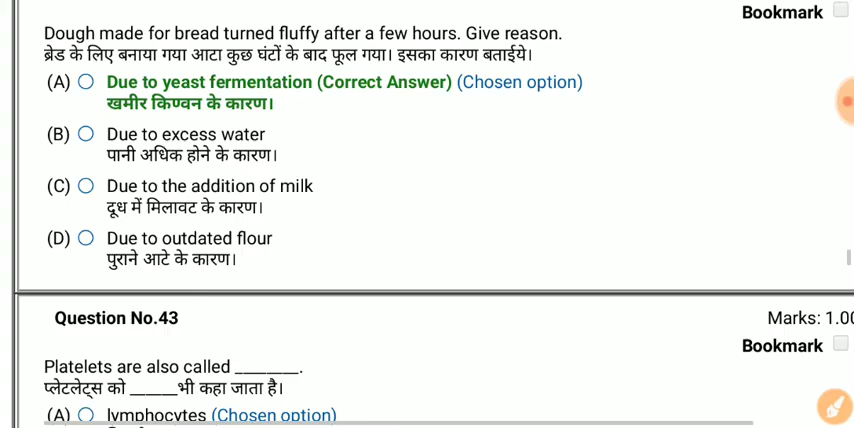 Bookmark
Dough made for bread turned fluffy after a few hours. Give reason.
ब्रेड के लिए बनाया गया आटा कुछ घंटों के बाद फूल गया। इसका कारण बताईये।
(A) Due to yeast fermentation (Correct Answer) (Chosen option)
खमीर किण्वन के कारण।
(B) Due to excess water
पानी अधिक होने के कारण।
(C) Due to the addition of milk
दूध में मिलावट के कारण।
(D) Due to outdated flour
पुराने आटे के कारण।
Question No.43
Marks: 1.00
Bookmark
Platelets are also called _______.
प्लेटलेट्स को ______भी कहा जाता है।
(A) lymphocytes (Chosen option)